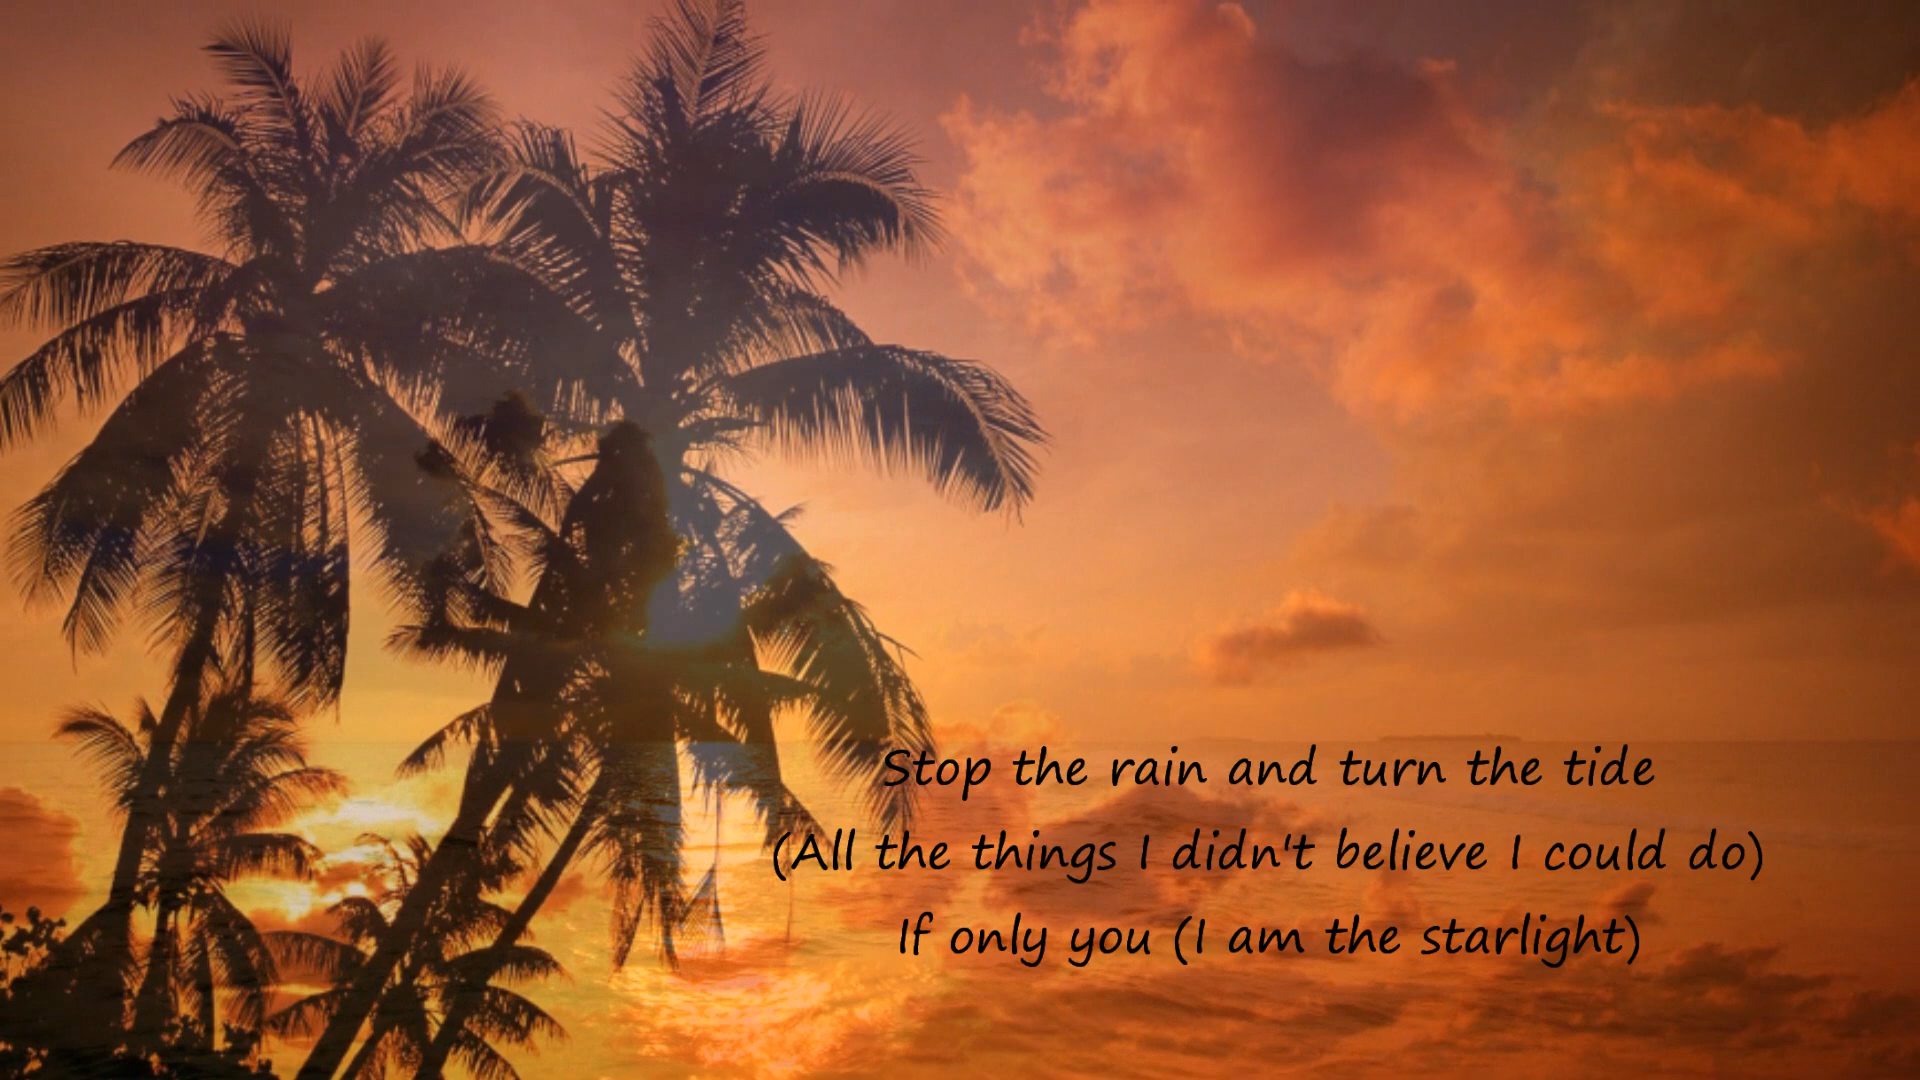 Stop the rain and turn the tide
(All the things I didn't believe I could do)
If only you (I am the starlight)